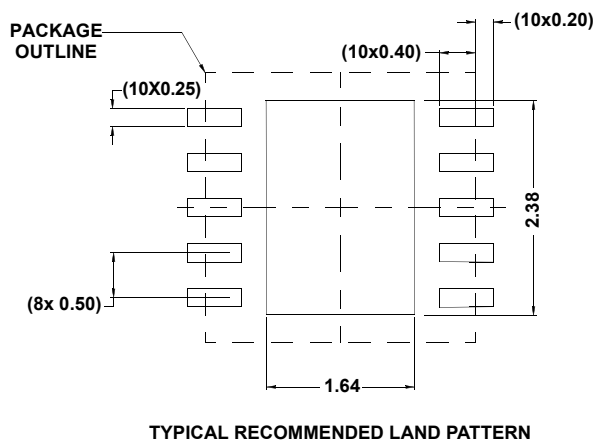 PACKAGE
OUTLINE
(10x0.20)
(10x0.40)
(10X0.25)
2.38
(8x 0.50)
1.64
TYPICAL RECOMMENDED LAND PATTERN